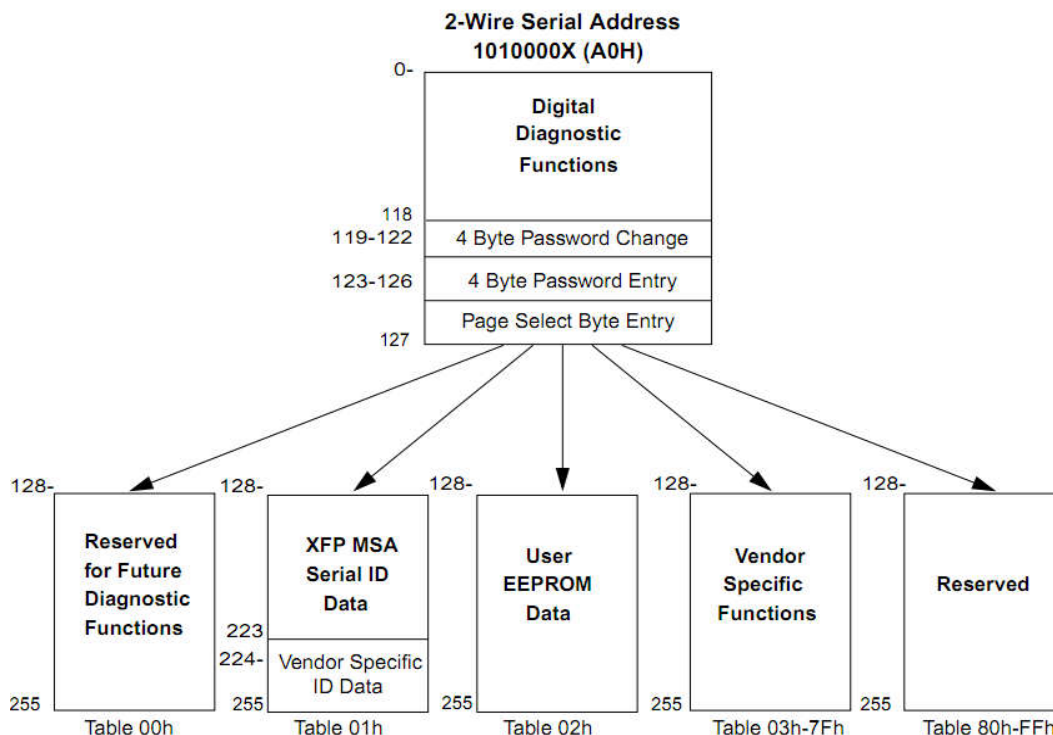 2-Wire Serial Address
1010000X (A0H)
0-
Digital
Diagnostic
Functions
118
119-122
4 Byte Password Change
123-126
4 Byte Password Entry
Page Select Byte Entry
127
128-
Reserved
for Future
Diagnostic
Functions
255
Table 00h
128-
XFP MSA
Serial ID
Data
223
224-
Vendor Specific
ID Data
255
Table 01h
128-
User
EEPROM
Data
255
Table 02h
128-
Vendor
Specific
Functions
255
Table 03h-7Fh
128-
Reserved
255
Table 80h-FFh